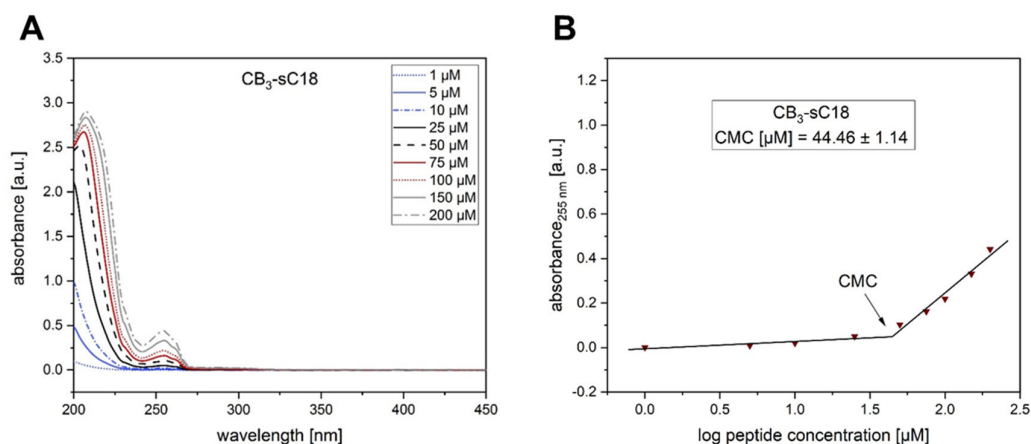 A
CB₃-sC18
1 µM
5 µM
10 µM
25 µM
50 µM
75 µM
100 µM
150 µM
200 µM
absorbance [a.u.]
3.5
3.0
2.5
2.0
1.5
1.0
0.5
0.0
200 250 300 350 400 450
wavelength [nm]
B
CB₃-sC18
CMC [µM] = 44.46 ± 1.14
CMC
absorbance₂₅₅ ₙₘ [a.u.]
1.2
1.0
0.8
0.6
0.4
0.2
0.0
-0.2
0.0 0.5 1.0 1.5 2.0 2.5
log peptide concentration [µM]